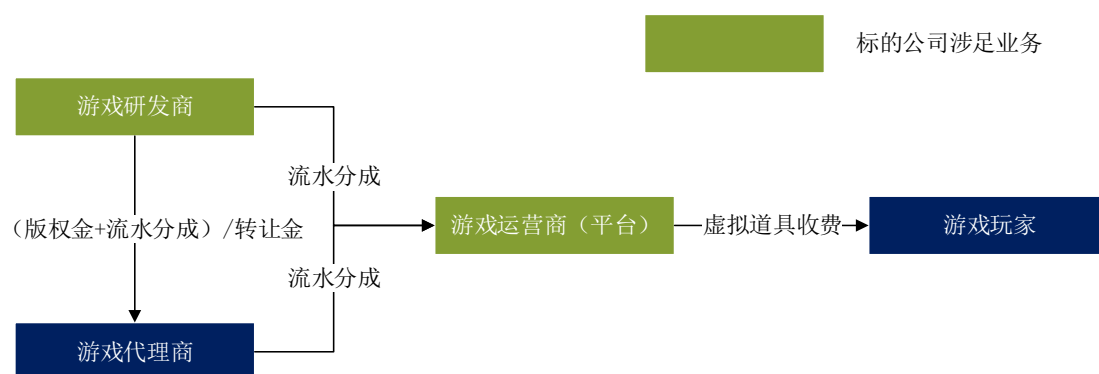 标的公司涉足业务
游戏研发商
流水分成
（版权金+流水分成）/转让金
游戏运营商（平台）
虚拟道具收费
游戏玩家
流水分成
游戏代理商